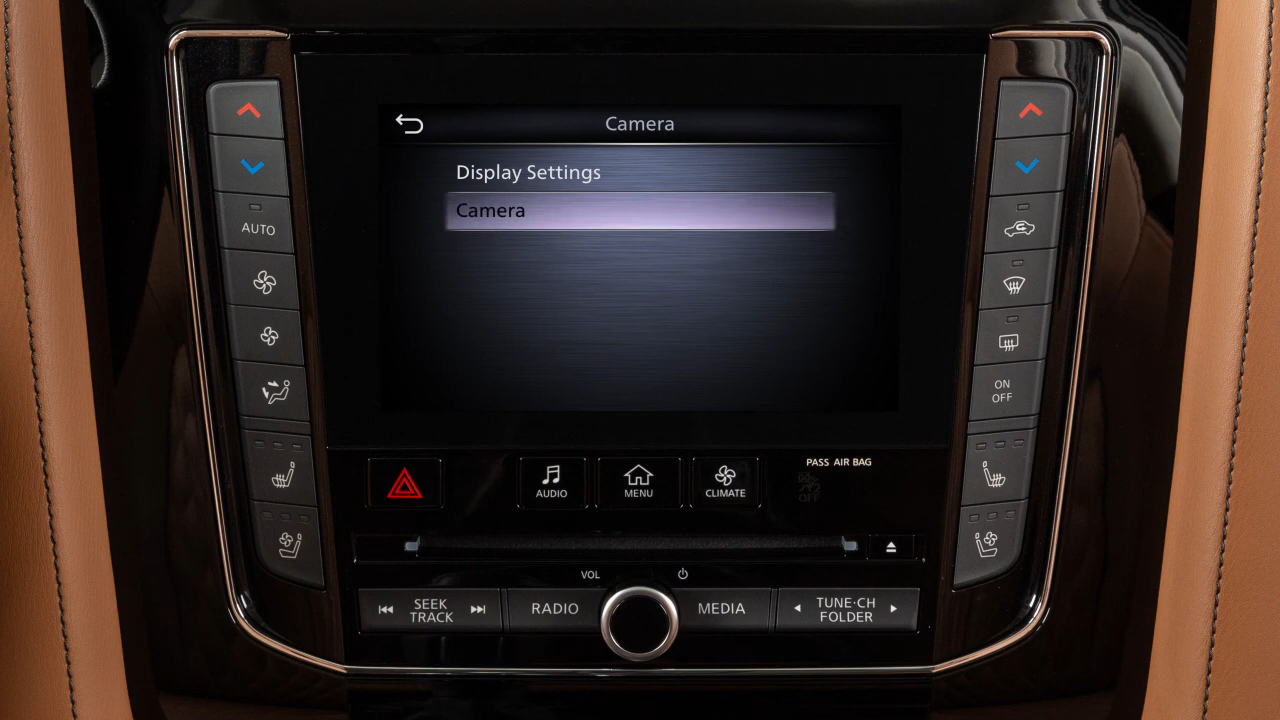 Camera
Display Settings
Camera
AUTO
ON
OFF
PASS AIR BAG
OFF
AUDIO
MENU
CLIMATE
VOL
SEEK
TRACK
RADIO
MEDIA
TUNE·CH
FOLDER